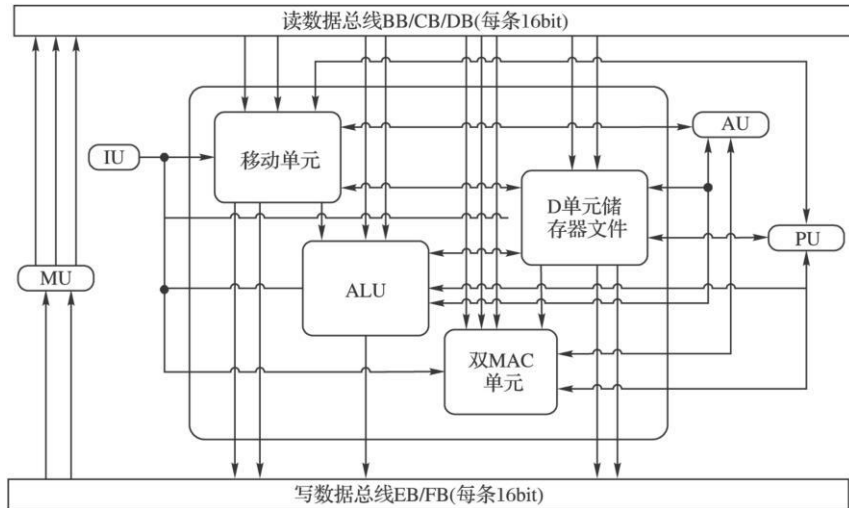 读数据总线BB/CB/DB(每条16bit)
AU
IU
移动单元
D单元储
存器文件
PU
MU
ALU
双MAC
单元
写数据总线EB/FB(每条16bit)